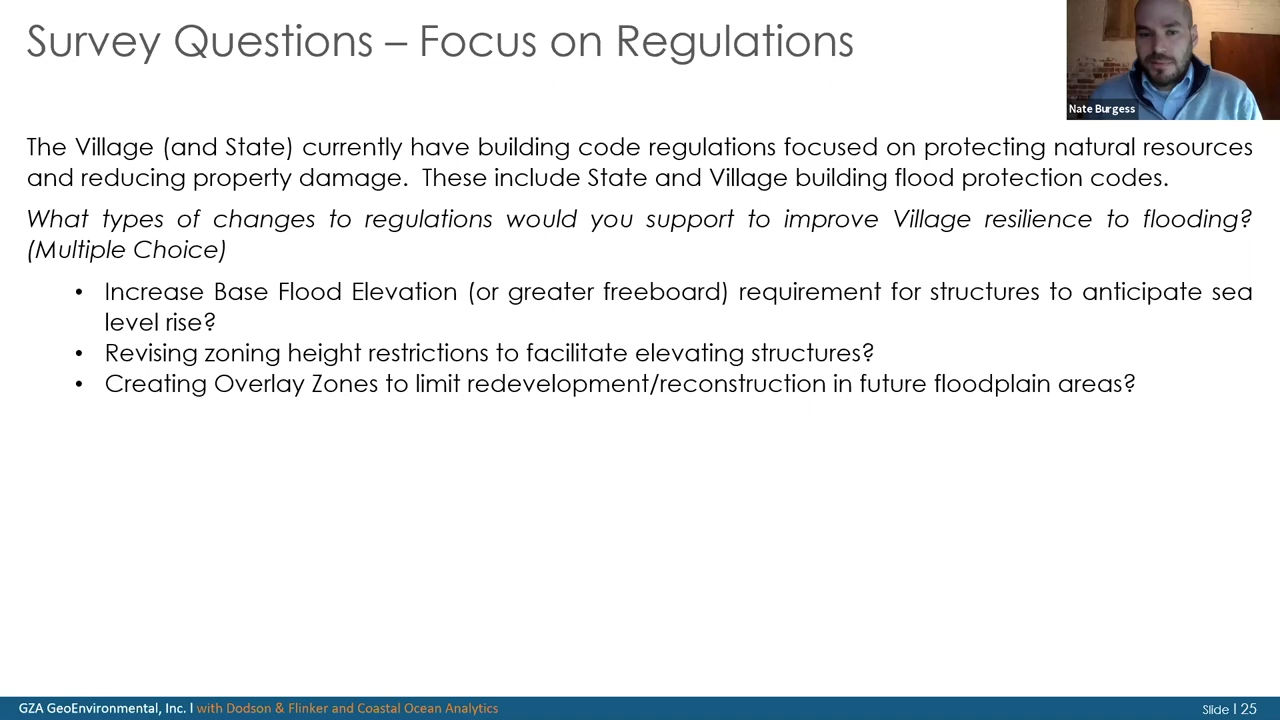 Survey Questions – Focus on Regulations
Nate Burgess
The Village (and State) currently have building code regulations focused on protecting natural resources
and reducing property damage.  These include State and Village building flood protection codes.
What types of changes to regulations would you support to improve Village resilience to flooding?
(Multiple Choice)
• Increase Base Flood Elevation (or greater freeboard) requirement for structures to anticipate sea
level rise?
• Revising zoning height restrictions to facilitate elevating structures?
• Creating Overlay Zones to limit redevelopment/reconstruction in future floodplain areas?
GZA GeoEnvironmental, Inc. l with Dodson & Flinker and Coastal Ocean Analytics
Slide l 25